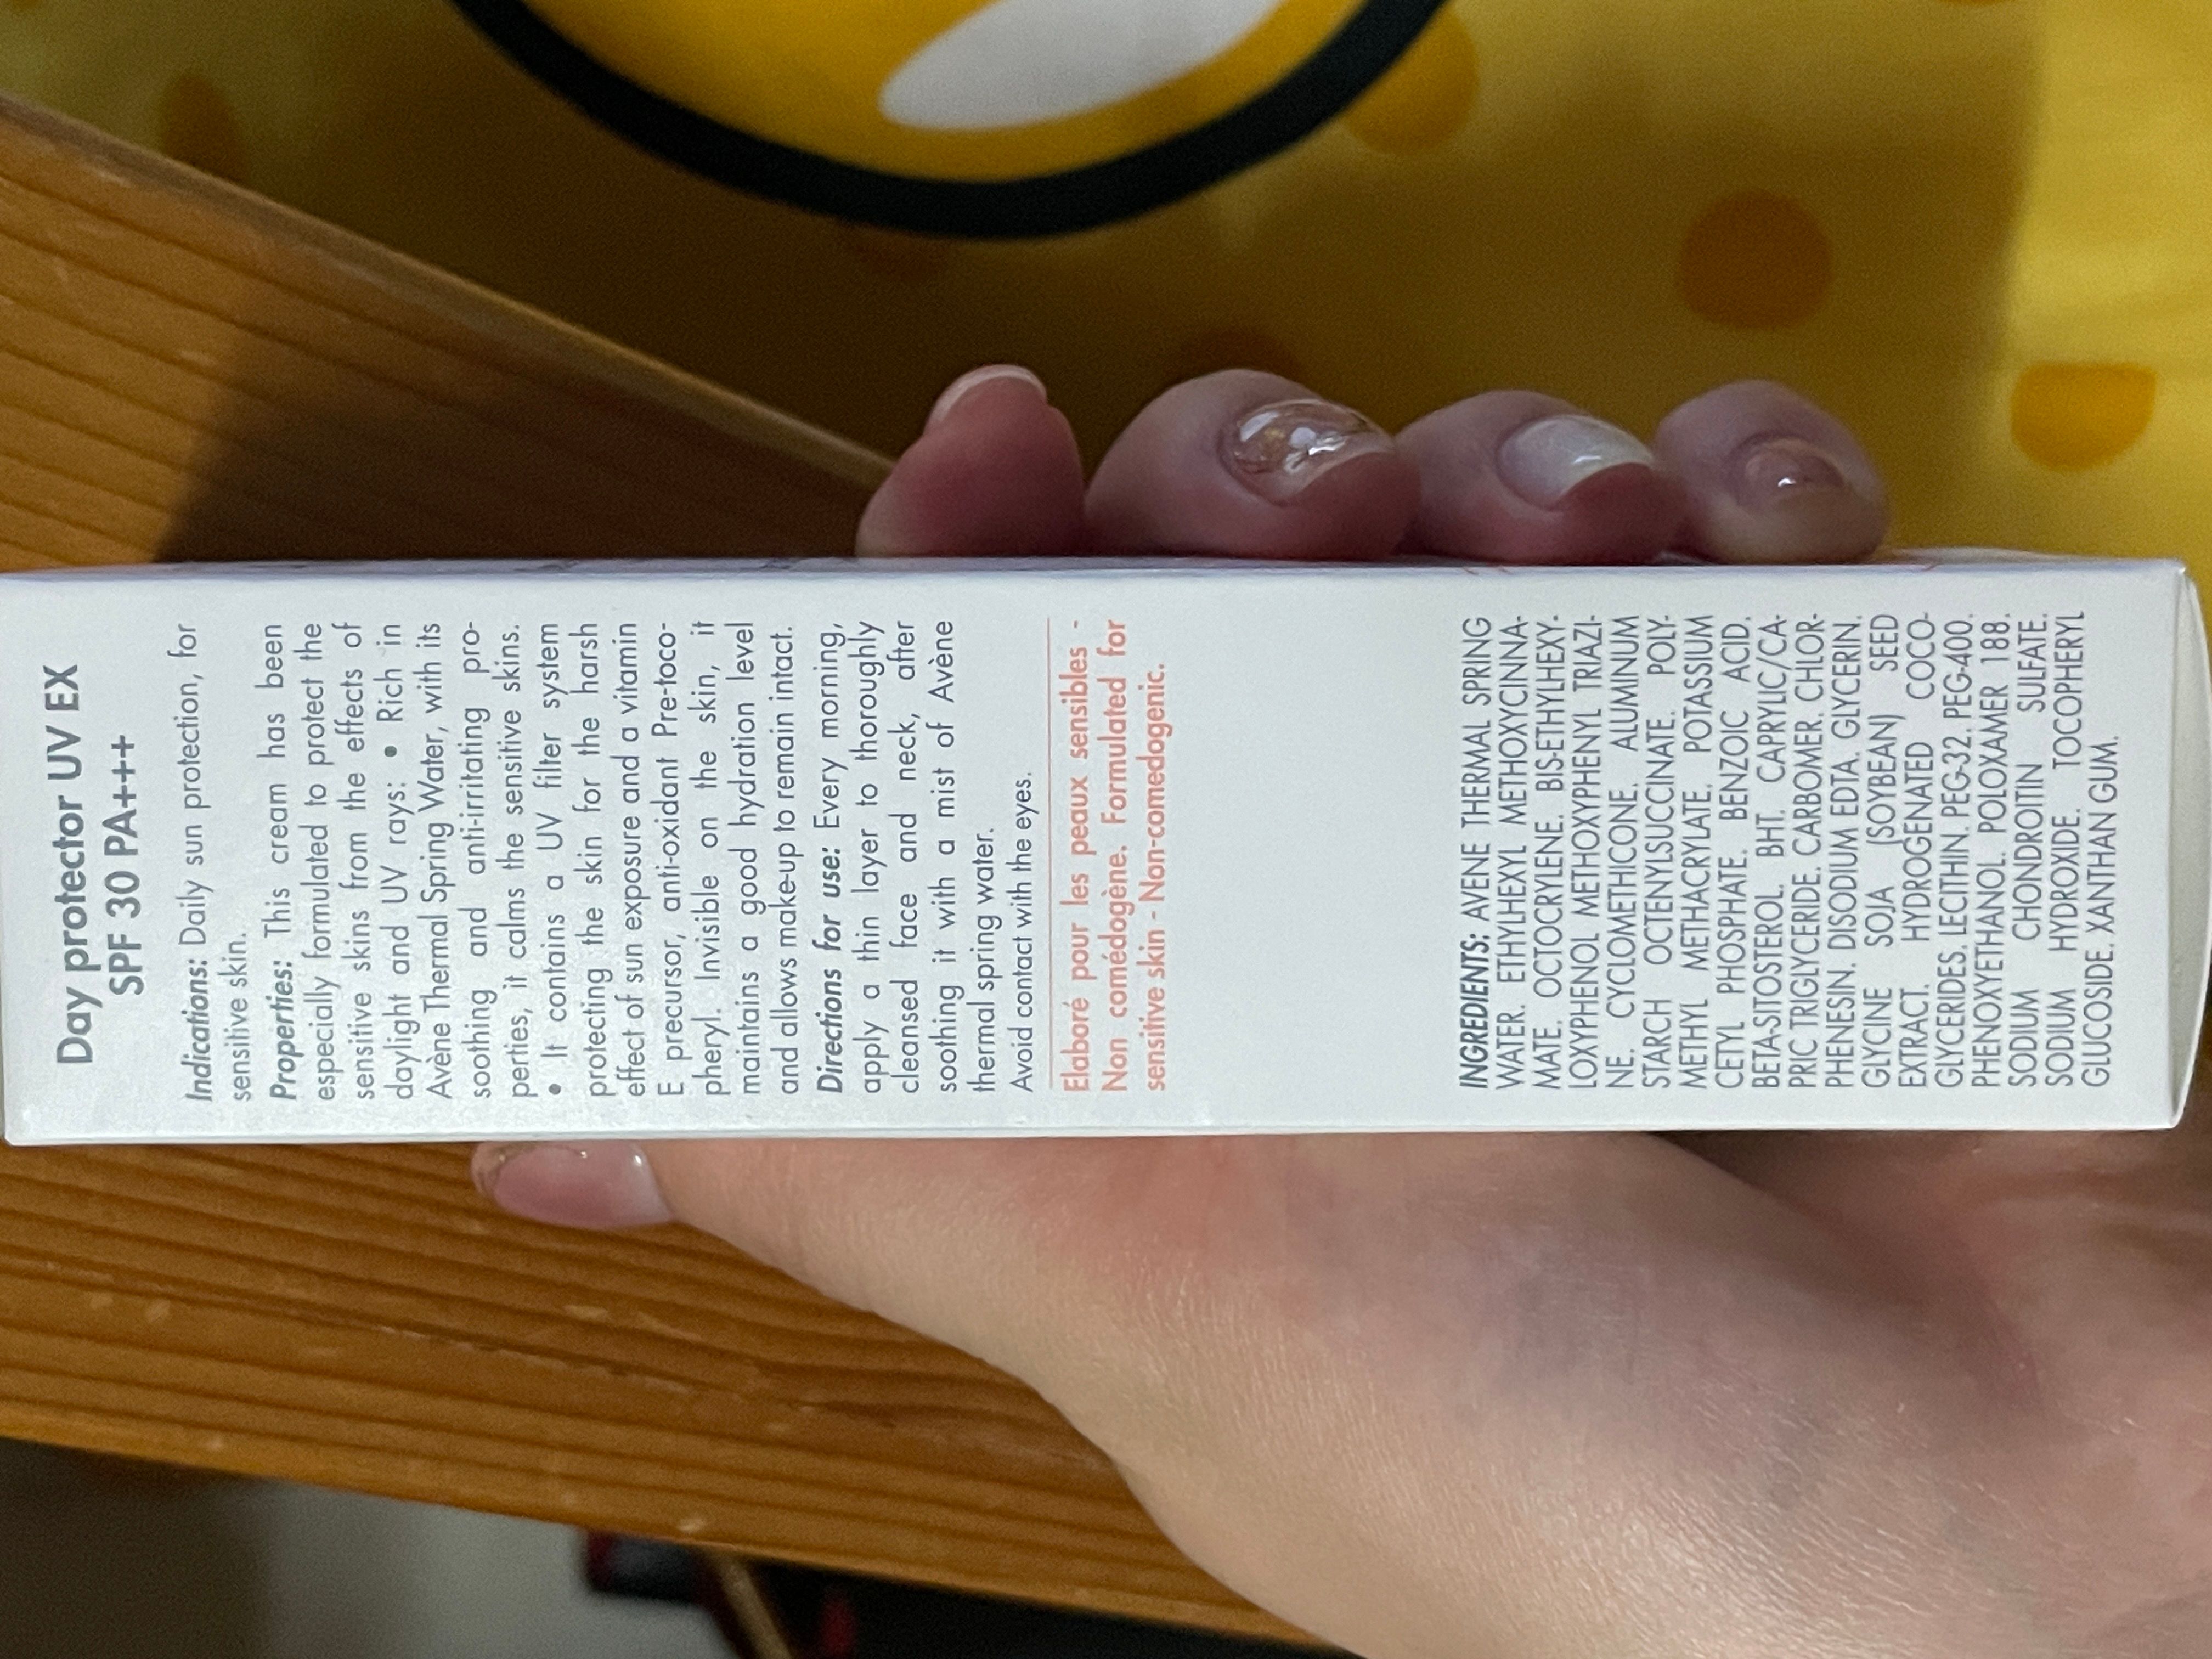 Day protector UV EX
SPF 30 PA+++
Indications: Daily sun protection, for
sensitive skin.
Properties: This cream has been
especially formulated to protect the
sensitive skins from the effects of
daylight and UV rays: • Rich in
Avène Thermal Spring Water, with its
soothing and anti-irritating pro-
perties, it calms the sensitive skins.
• It contains a UV filter system
protecting the skin for the harsh
effect of sun exposure and a vitamin
E precursor, anti-oxidant Pre-toco-
pheryl. Invisible on the skin, it
maintains a good hydration level
and allows make-up to remain intact.
Directions for use: Every morning,
apply a thin layer to thoroughly
cleansed face and neck, after
soothing it with a mist of Avène
thermal spring water.
Avoid contact with the eyes.
Elaboré pour les peaux sensibles -
Non comédogène. Formulated for
sensitive skin - Non-comedogenic.
INGREDIENTS: AVENE THERMAL SPRING
WATER. ETHYLHEXYL METHOXYCINNA-
MATE. OCTOCRYLENE. BIS-ETHYLHEXY-
LOXYPHENOL METHOXYPHENYL TRIAZI-
NE. CYCLOMETHICONE. ALUMINUM
STARCH OCTENYLSUCCINATE. POLY-
METHYL METHACRYLATE. POTASSIUM
CETYL PHOSPHATE. BENZOIC ACID.
BETA-SITOSTEROL. BHT. CAPRYLIC/CA-
PRIC TRIGLYCERIDE. CARBOMER. CHLOR-
PHENESIN. DISODIUM EDTA. GLYCERIN.
GLYCINE SOJA (SOYBEAN) SEED
EXTRACT. HYDROGENATED COCO-
GLYCERIDES. LECITHIN. PEG-32. PEG-400.
PHENOXYETHANOL. POLOXAMER 188.
SODIUM CHONDROITIN SULFATE.
SODIUM HYDROXIDE. TOCOPHERYL
GLUCOSIDE. XANTHAN GUM.